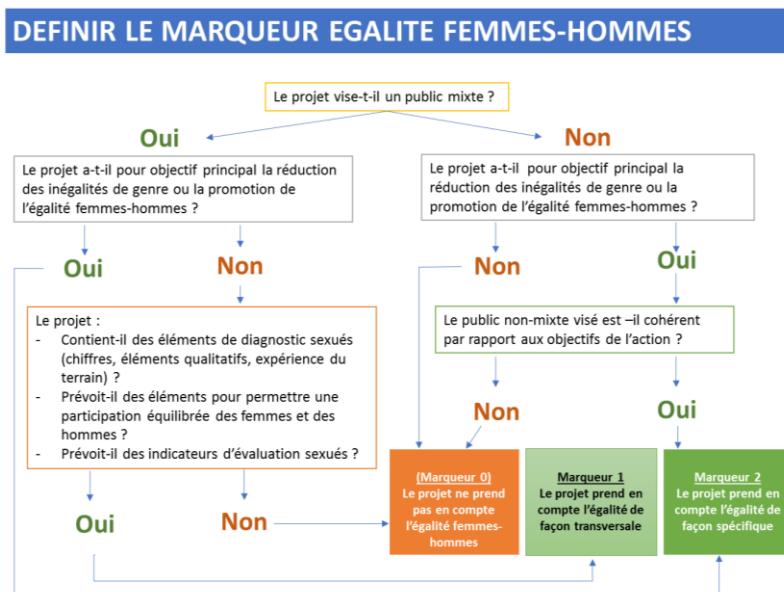 DEFINIR LE MARQUEUR EGALITE FEMMES-HOMMES
Le projet vise-t-il un public mixte ?
Oui
Non
Le projet a-t-il pour objectif principal la réduction
des inégalités de genre ou la promotion de
l'égalité femmes-hommes ?
Le projet a-t-il pour objectif principal la
réduction des inégalités de genre ou la
promotion de l'égalité femmes-hommes ?
Oui
Non
Non
Oui
Le projet :
- Contient-il des éléments de diagnostic sexués
(chiffres, éléments qualitatifs, expérience du
terrain) ?
- Prévoit-il des éléments pour permettre une
participation équilibrée des femmes et des
hommes ?
- Prévoit-il des indicateurs d'évaluation sexués ?
Le public non-mixte visé est –il cohérent
par rapport aux objectifs de l'action ?
Non
Oui
Oui
Non
(Marqueur 0)
Le projet ne prend
pas en compte
l'égalité femmes-
hommes
Marqueur 1
Le projet prend en
compte l'égalité de
façon transversale
Marqueur 2
Le projet prend en
compte l'égalité de
façon spécifique